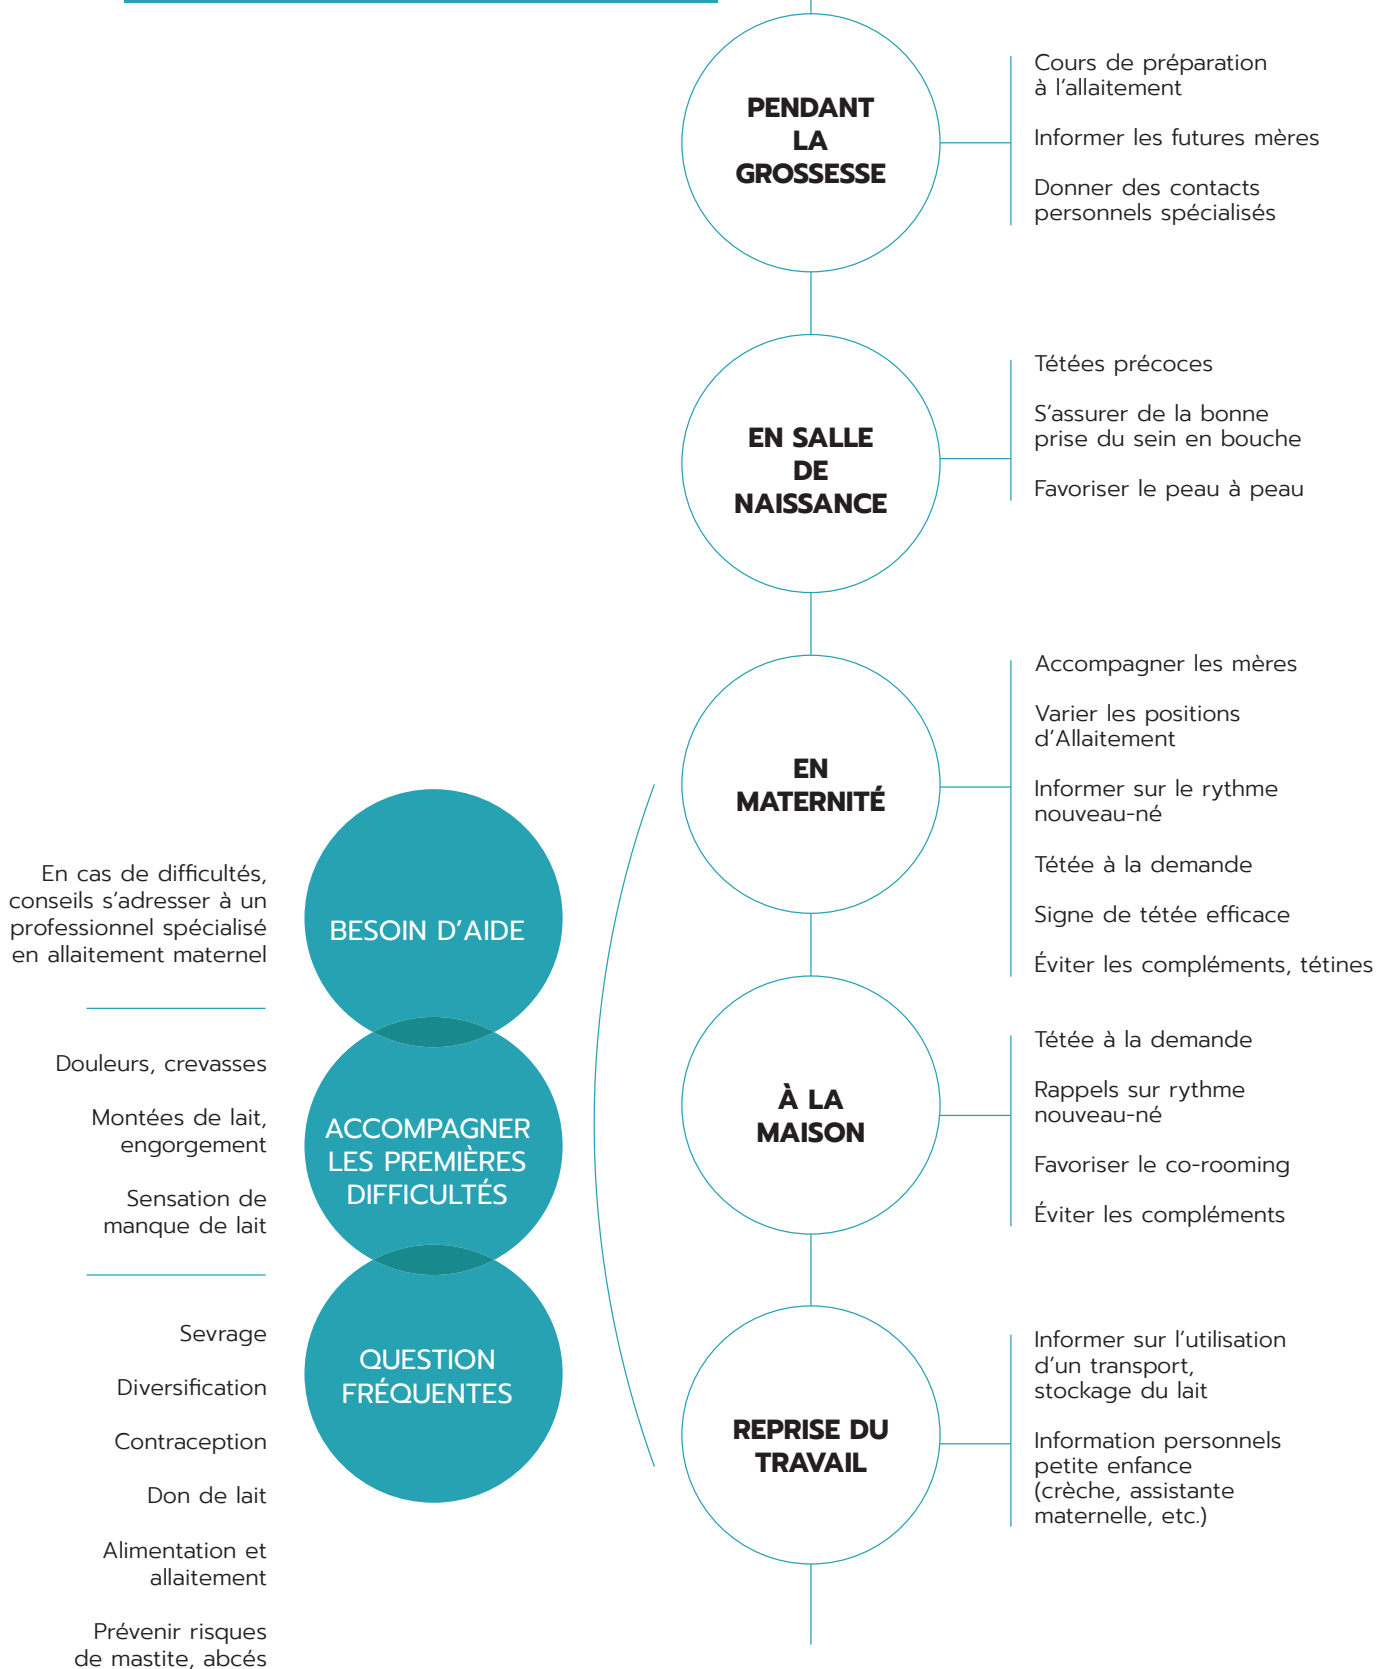 PENDANT
LA
GROSSESSE
Cours de préparation
à l'allaitement
Informer les futures mères
Donner des contacts
personnels spécialisés
EN SALLE
DE
NAISSANCE
Tétées précoces
S'assurer de la bonne
prise du sein en bouche
Favoriser le peau à peau
EN
MATERNITÉ
Accompagner les mères
Varier les positions
d'Allaitement
Informer sur le rythme
nouveau-né
Tétée à la demande
Signe de tétée efficace
Éviter les compléments, tétines
À LA
MAISON
Tétée à la demande
Rappels sur rythme
nouveau-né
Favoriser le co-rooming
Éviter les compléments
REPRISE DU
TRAVAIL
Informer sur l'utilisation
d'un transport,
stockage du lait
Information personnels
petite enfance
(crèche, assistante
maternelle, etc.)
BESOIN D'AIDE
En cas de difficultés,
conseils s'adresser à un
professionnel spécialisé
en allaitement maternel
ACCOMPAGNER
LES PREMIÈRES
DIFFICULTÉS
Douleurs, crevasses
Montées de lait,
engorgement
Sensation de
manque de lait
QUESTION
FRÉQUENTES
Sevrage
Diversification
Contraception
Don de lait
Alimentation et
allaitement
Prévenir risques
de mastite, abcés